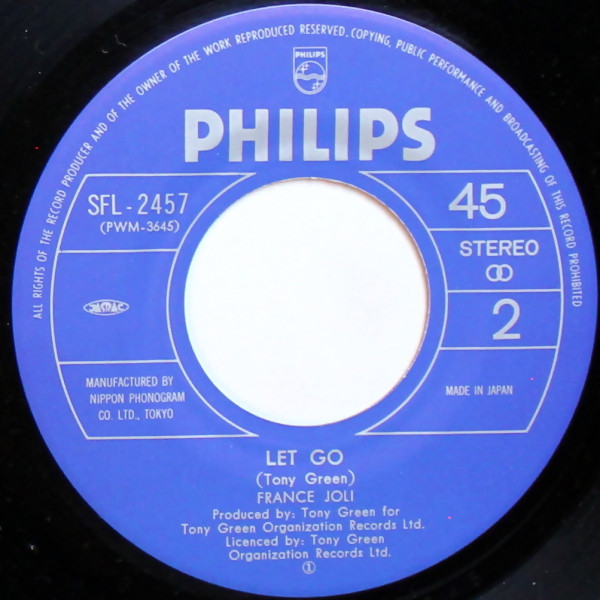 ALL RIGHTS OF THE RECORD PRODUCER AND OF THE OWNER OF THE WORK REPRODUCED RESERVED. COPYING, PUBLIC PERFORMANCE AND BROADCASTING OF THIS RECORD PROHIBITED
PHILIPS
PHILIPS
SFL-2457
(PWM-3645)
45
STEREO
2
JASRAC
MANUFACTURED BY
NIPPON PHONOGRAM
CO. LTD., TOKYO
MADE IN JAPAN
LET GO
(Tony Green)
FRANCE JOLI
Produced by: Tony Green for
Tony Green Organization Records Ltd.
Licenced by: Tony Green
Organization Records Ltd.
①